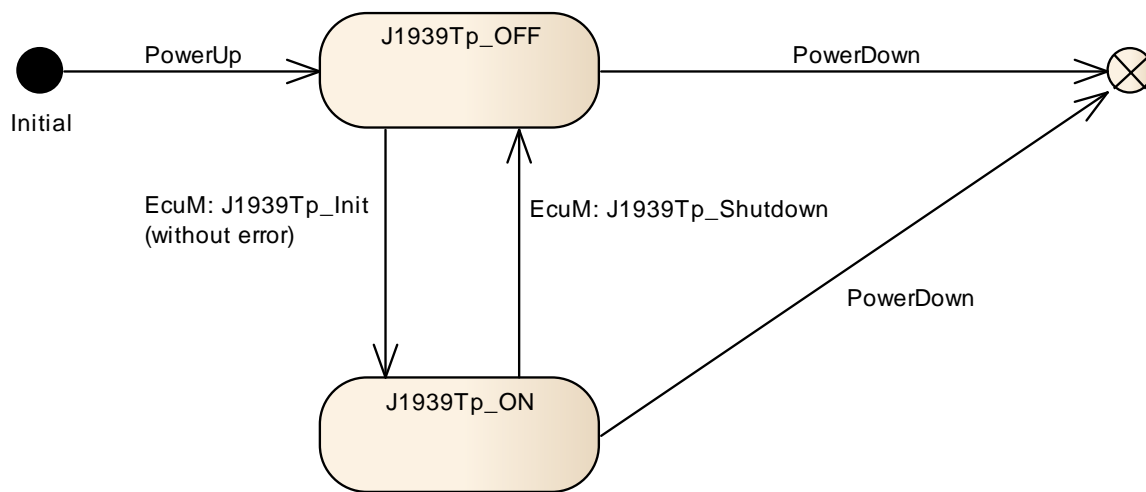 J1939Tp_OFF
PowerUp
PowerDown
Initial
EcuM: J1939Tp_Init
(without error)
EcuM: J1939Tp_Shutdown
PowerDown
J1939Tp_ON